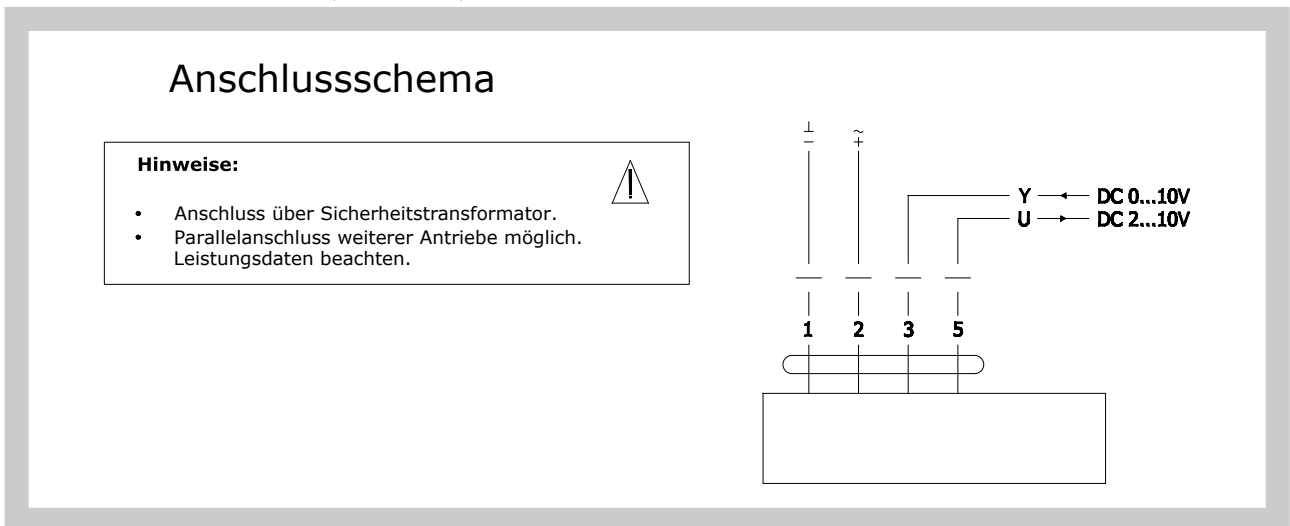 Anschlussschema
Hinweise:
• Anschluss über Sicherheitstransformator.
• Parallelanschluss weiterer Antriebe möglich.
Leistungsdaten beachten.
⊥ ~
− +
Y DC 0...10V
U DC 2...10V
1 2 3 5